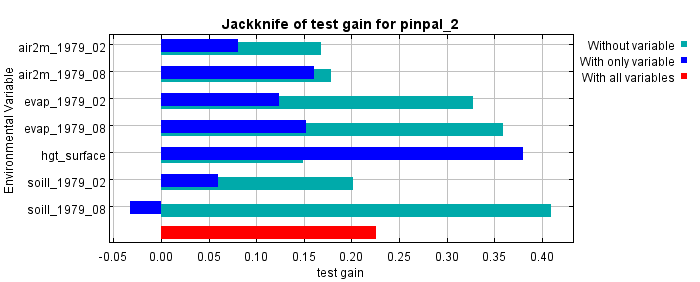 Jackknife of test gain for pinpal_2
Environmental Variable
air2m_1979_02
air2m_1979_08
evap_1979_02
evap_1979_08
hgt_surface
soill_1979_02
soill_1979_08
-0.05 0.00 0.05 0.10 0.15 0.20 0.25 0.30 0.35 0.40
test gain
Without variable
With only variable
With all variables